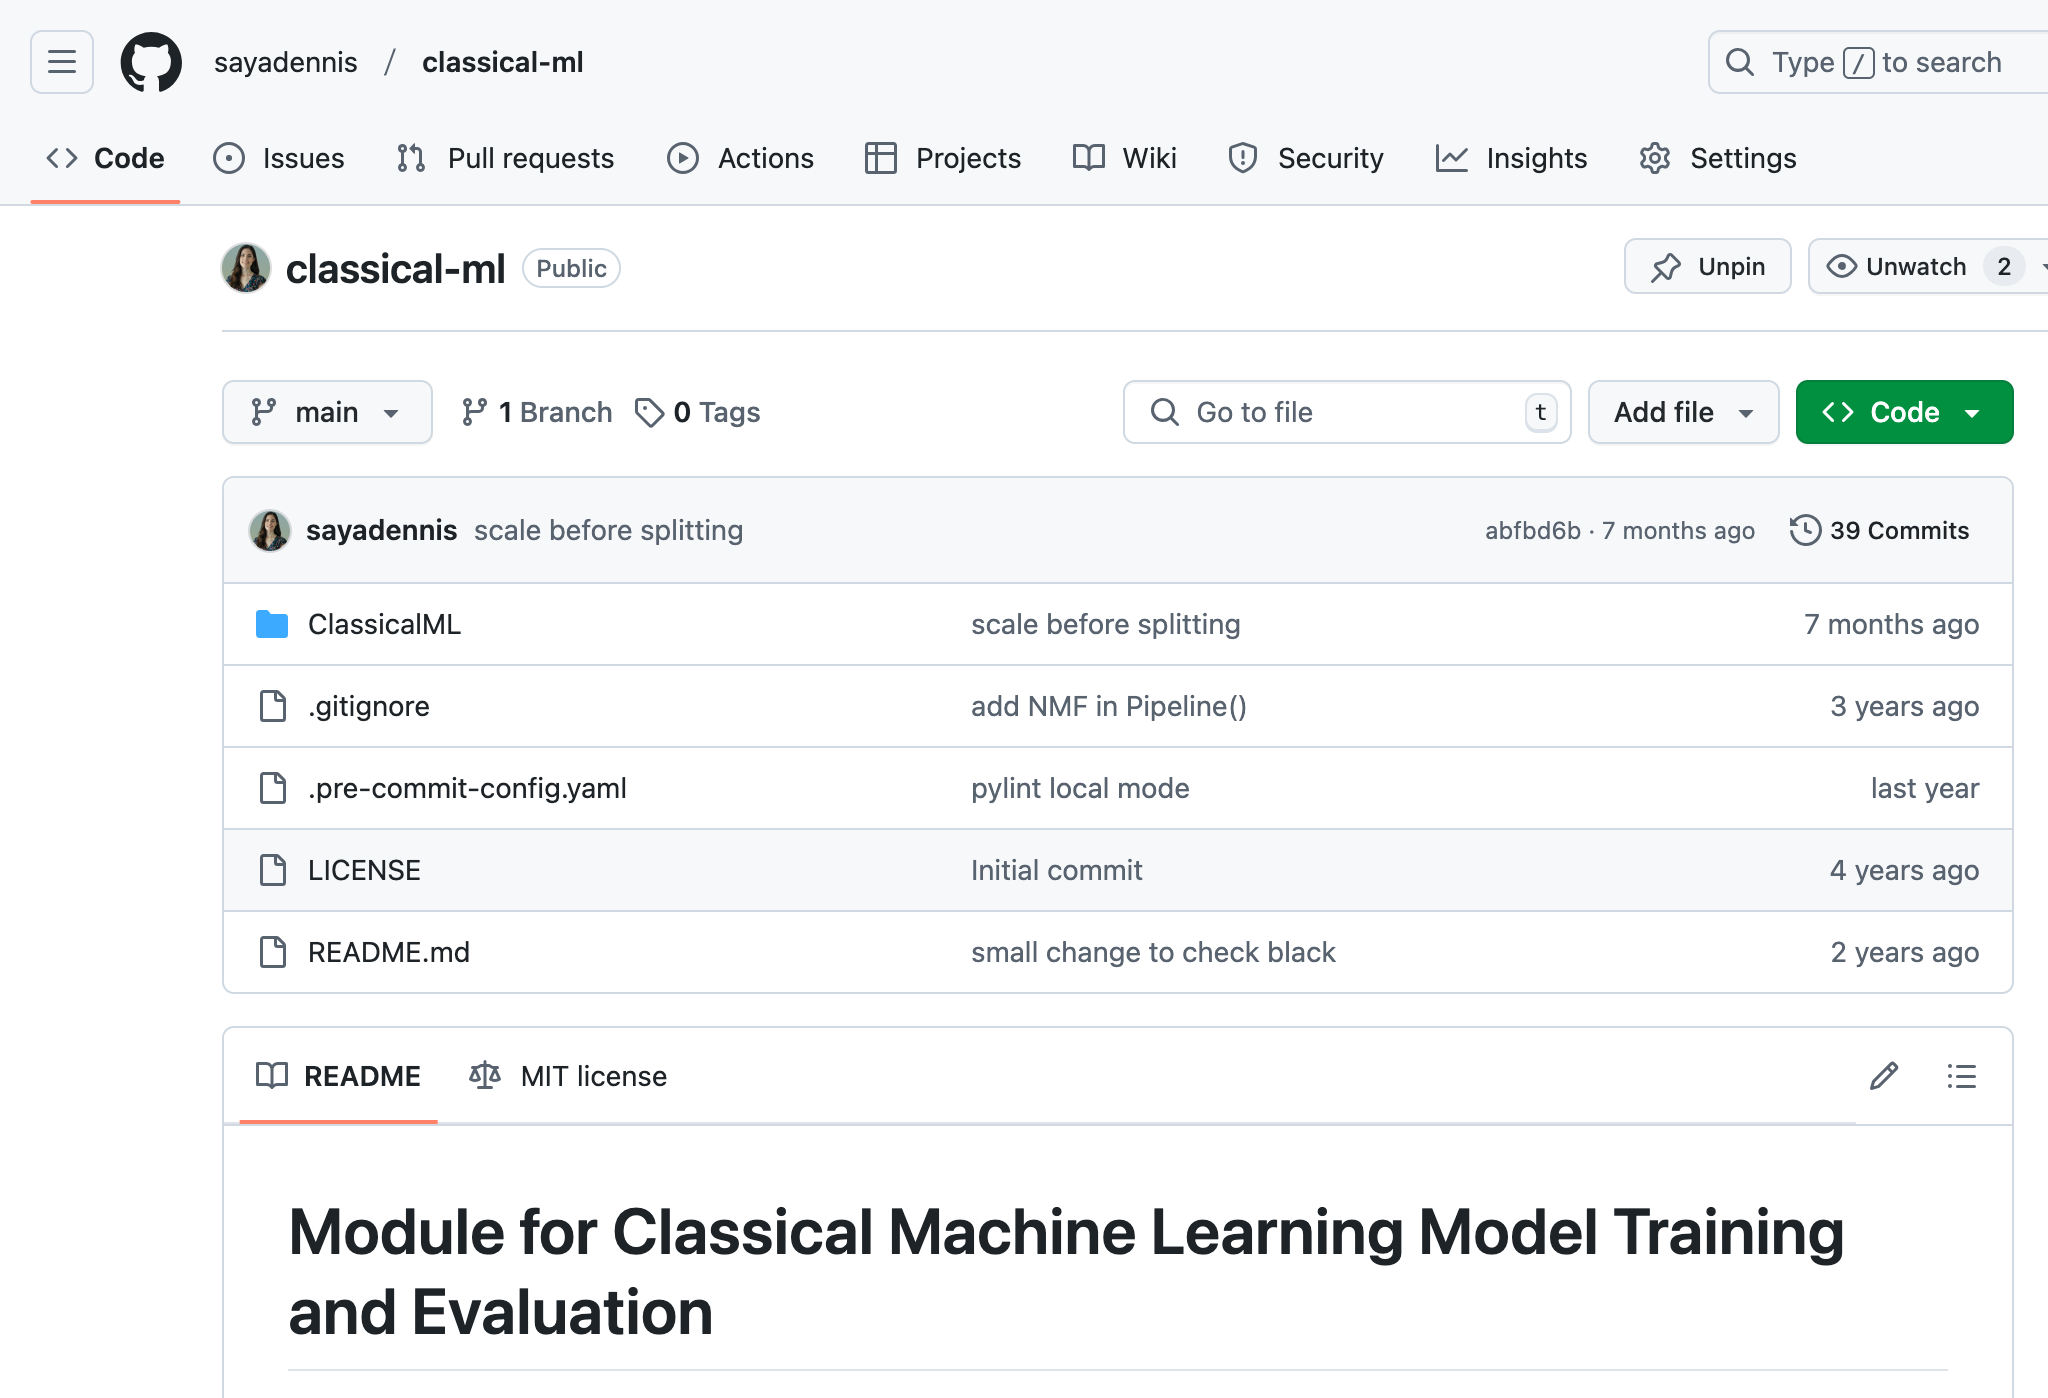 sayadennis / classical-ml
Type / to search
Code Issues Pull requests Actions Projects Wiki Security Insights Settings
classical-ml Public
Unpin Unwatch 2
main 1 Branch 0 Tags
Go to file t Add file Code
sayadennis scale before splitting abfbd6b · 7 months ago 39 Commits
ClassicalML scale before splitting 7 months ago
.gitignore add NMF in Pipeline() 3 years ago
.pre-commit-config.yaml pylint local mode last year
LICENSE Initial commit 4 years ago
README.md small change to check black 2 years ago
README MIT license
Module for Classical Machine Learning Model Training
and Evaluation